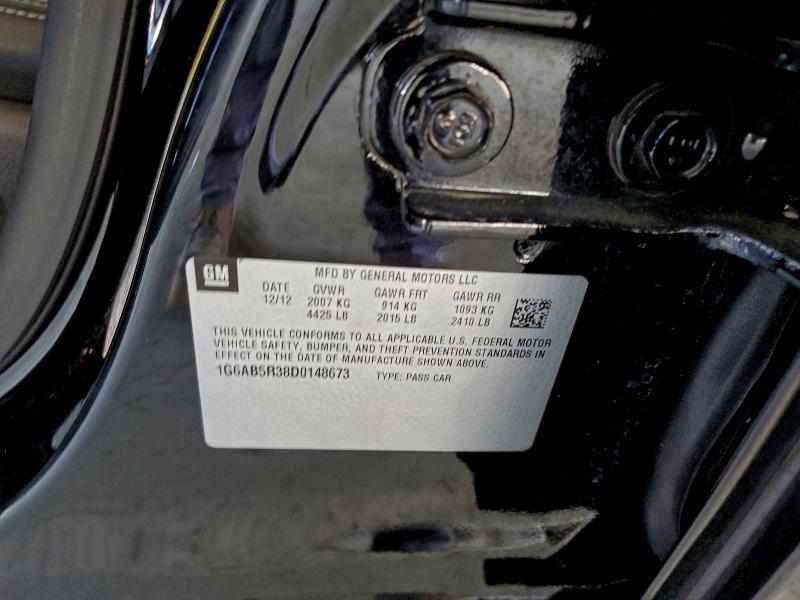 GM
MFD BY GENERAL MOTORS LLC
DATE GVWR GAWR FRT GAWR RR
12/12 2007 KG 914 KG 1093 KG
4425 LB 2015 LB 2410 LB
THIS VEHICLE CONFORMS TO ALL APPLICABLE U.S. FEDERAL MOTOR
VEHICLE SAFETY, BUMPER, AND THEFT PREVENTION STANDARDS IN
EFFECT ON THE DATE OF MANUFACTURE SHOWN ABOVE.
1G6AB5R38D0148673 TYPE: PASS CAR